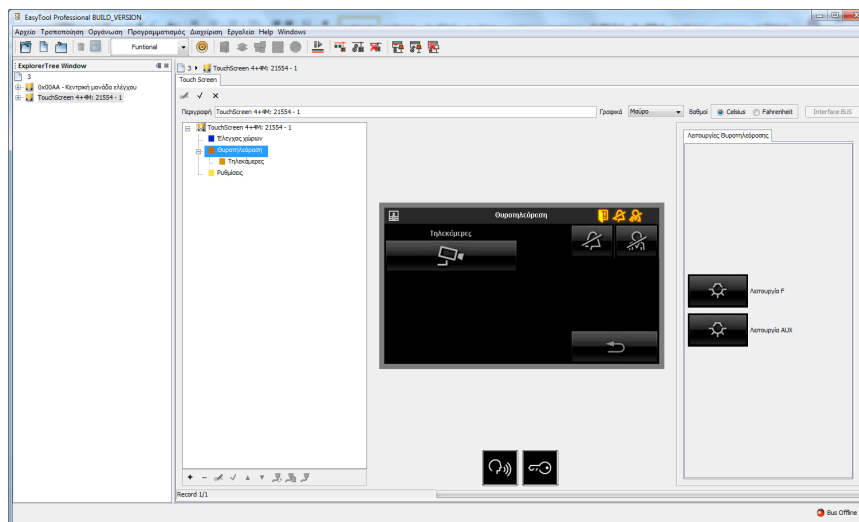 EasyTool Professional BUILD_VERSION
Αρχείο Τροποποίηση Οργάνωση Προγραμματισμός Διαχείριση Εργαλεία Help Windows
Funtional
ExplorerTree Window
3
0x00AA - Κεντρική μονάδα ελέγχου
TouchScreen 4+4M: 21554 - 1
3 TouchScreen 4+4M: 21554 - 1
Touch Screen
Περιγραφή TouchScreen 4+4M: 21554 - 1 Γραφικά Μαύρο Βαθμοί Celsius Fahrenheit Interface BUS
TouchScreen 4+4M: 21554 - 1
Έλεγχος χώρων
Θυροτηλεόραση
Τηλεκάμερες
Ρυθμίσεις
Θυροτηλεόραση
Τηλεκάμερες
Λειτουργίες Θυροτηλεόρασης
Λειτουργία F
Λειτουργία AUX
Record 1/1
Bus Offline